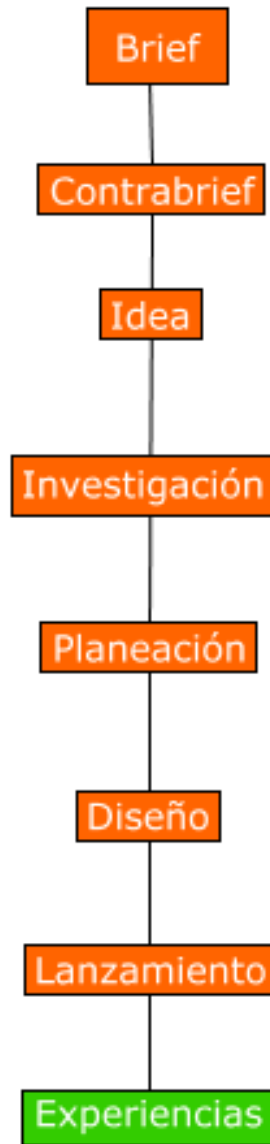 Brief
Contrabrief
Idea
Investigación
Planeación
Diseño
Lanzamiento
Experiencias